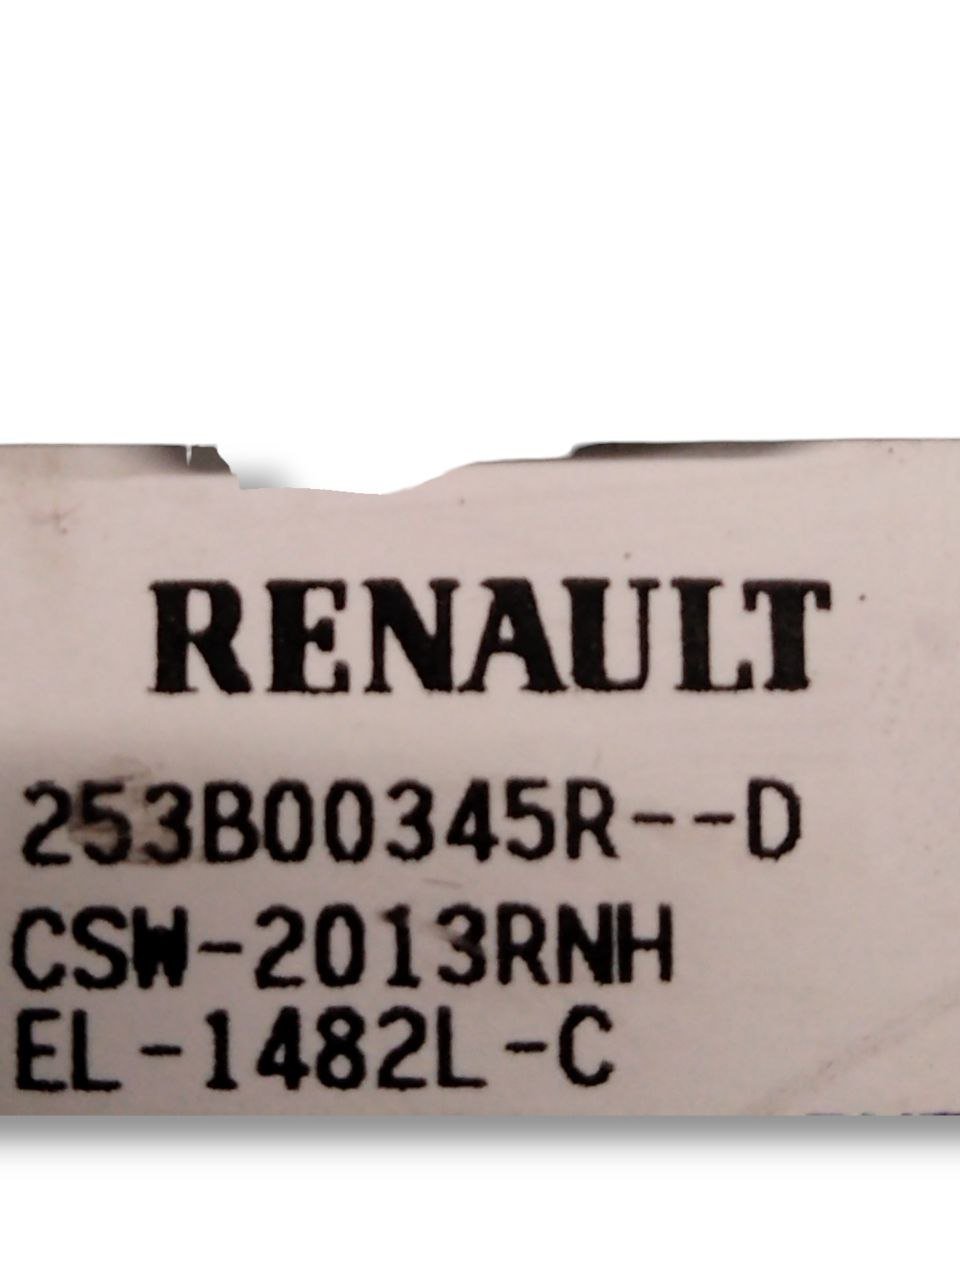 RENAULT
253B00345R--D
CSW-2013RNH
EL-1482L-C